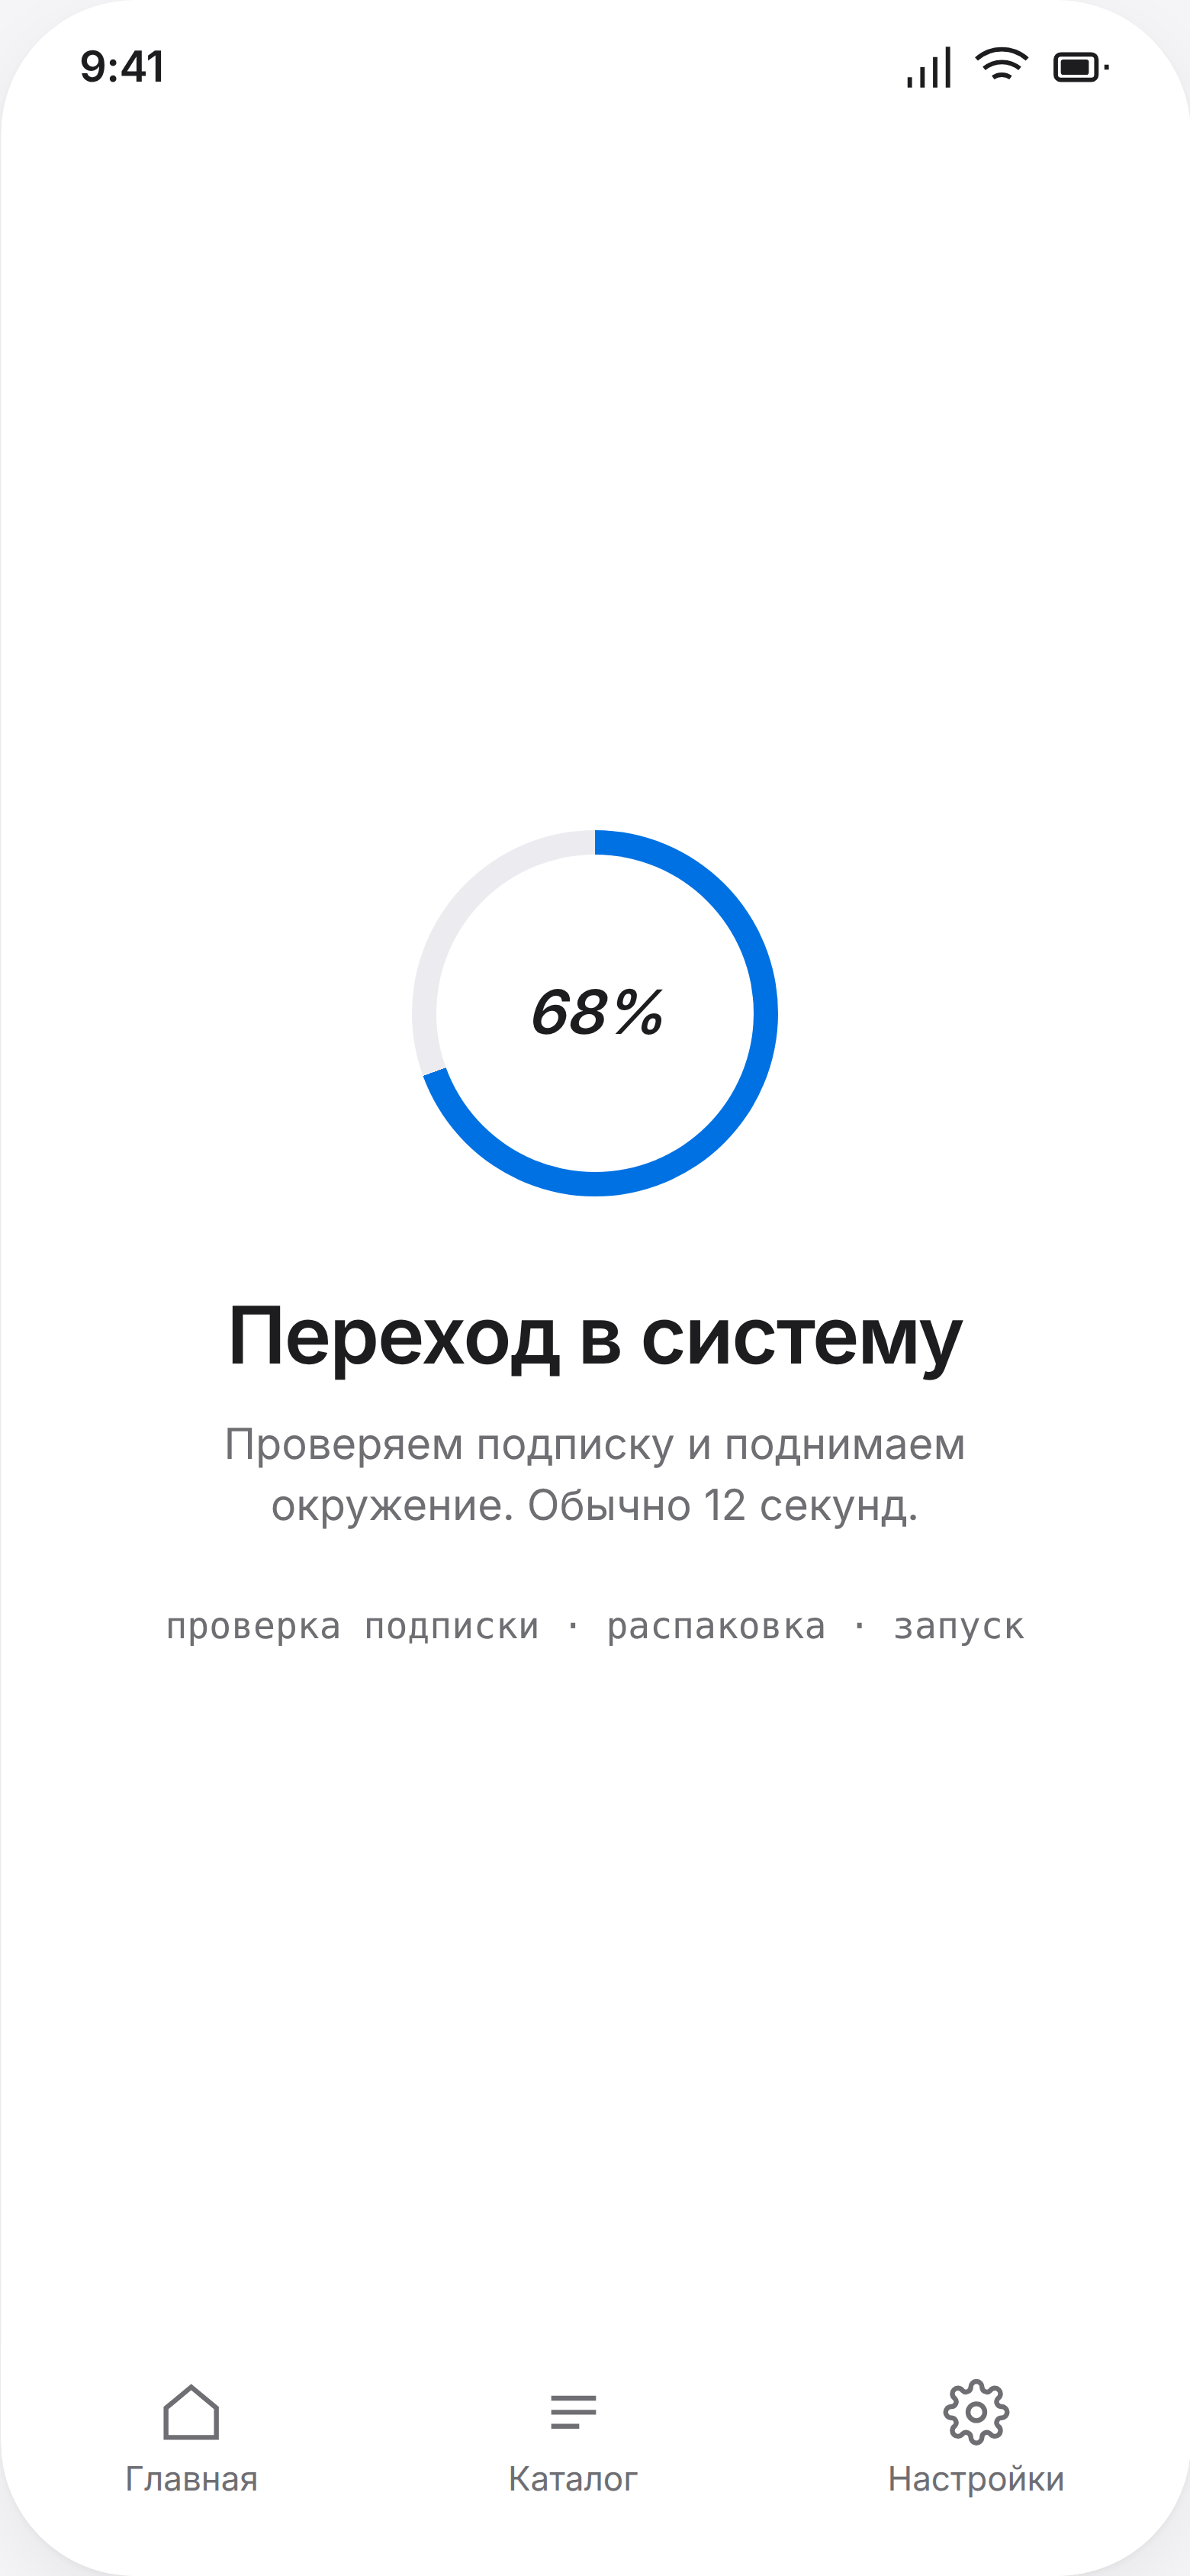 9:41
68%
Переход в систему
Проверяем подписку и поднимаем
окружение. Обычно 12 секунд.
проверка подписки · распаковка · запуск
Главная
Каталог
Настройки